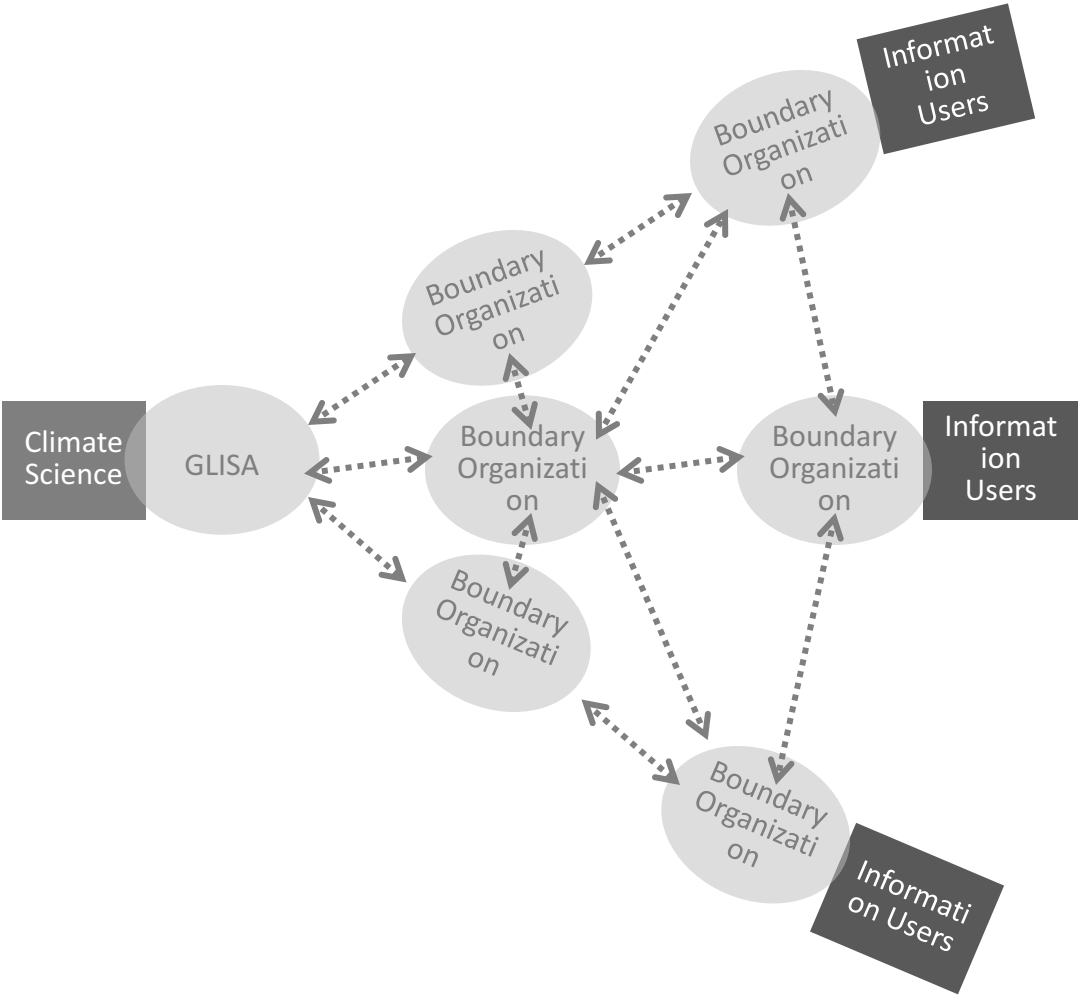 Climate
Science
GLISA
Boundary
Organizati
on
Boundary
Organizati
on
Boundary
Organizati
on
Boundary
Organizati
on
Informat
ion
Users
Boundary
Organizati
on
Informat
ion
Users
Boundary
Organizati
on
Informati
on Users